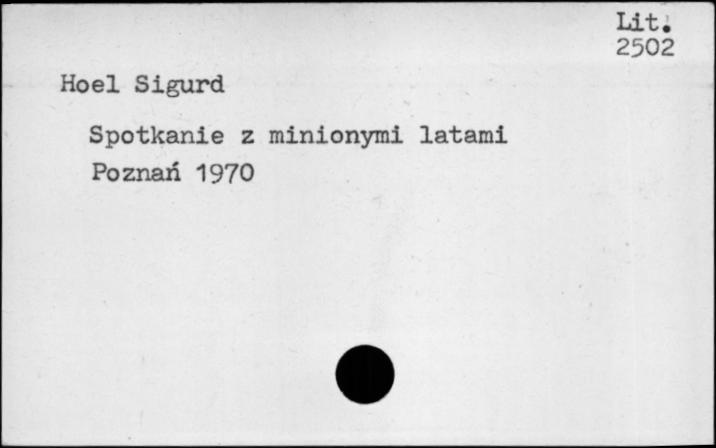 Lit.
2502
Hoel Sigurd
Spotkanie z minionymi latami
Poznań 1970